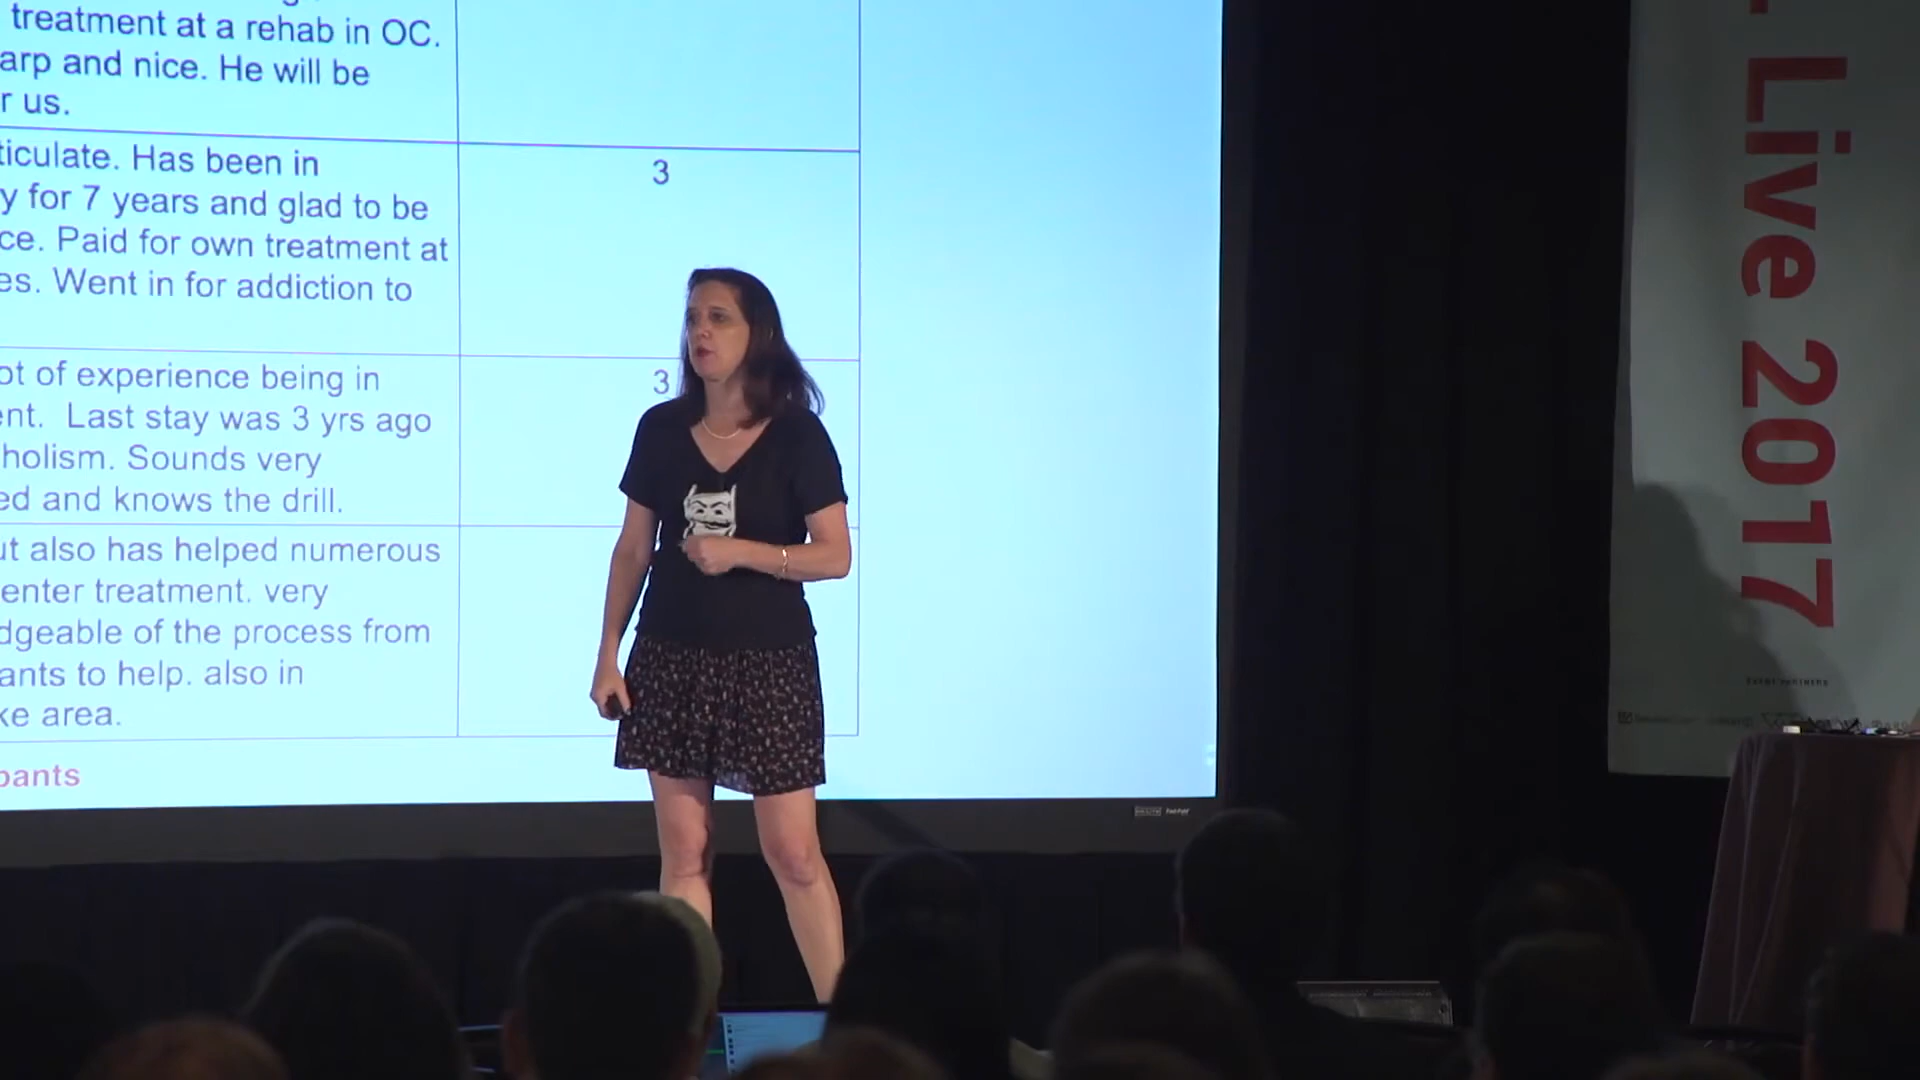 treatment at a rehab in OC.
arp and nice. He will be
r us.
ticulate. Has been in
y for 7 years and glad to be
ce. Paid for own treatment at
es. Went in for addiction to
3
ot of experience being in
ent. Last stay was 3 yrs ago
holism. Sounds very
ed and knows the drill.
3
ut also has helped numerous
enter treatment. very
dgeable of the process from
ants to help. also in
ke area.
pants
Live 2017